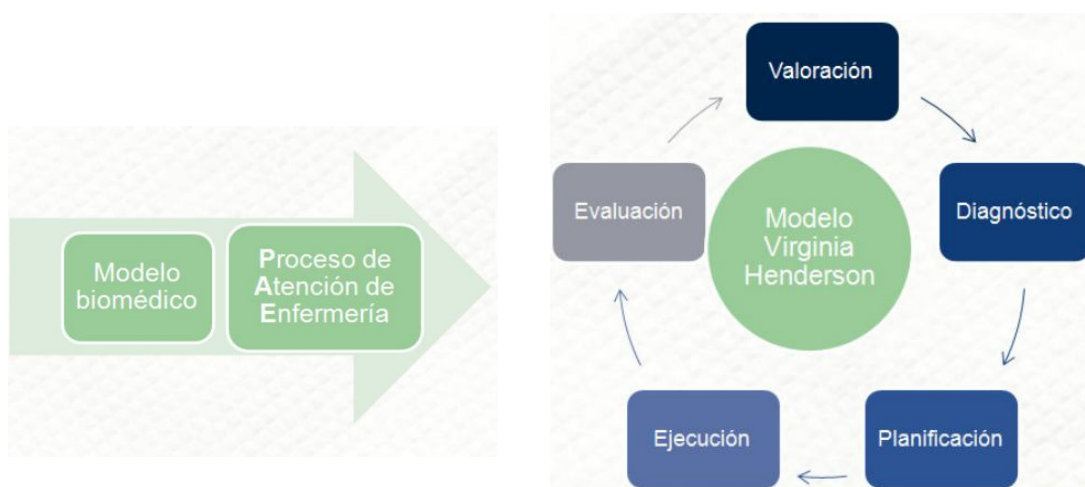 Modelo
biomédico
Proceso de
Atención de
Enfermería
Valoración
Diagnóstico
Planificación
Ejecución
Evaluación
Modelo
Virginia
Henderson